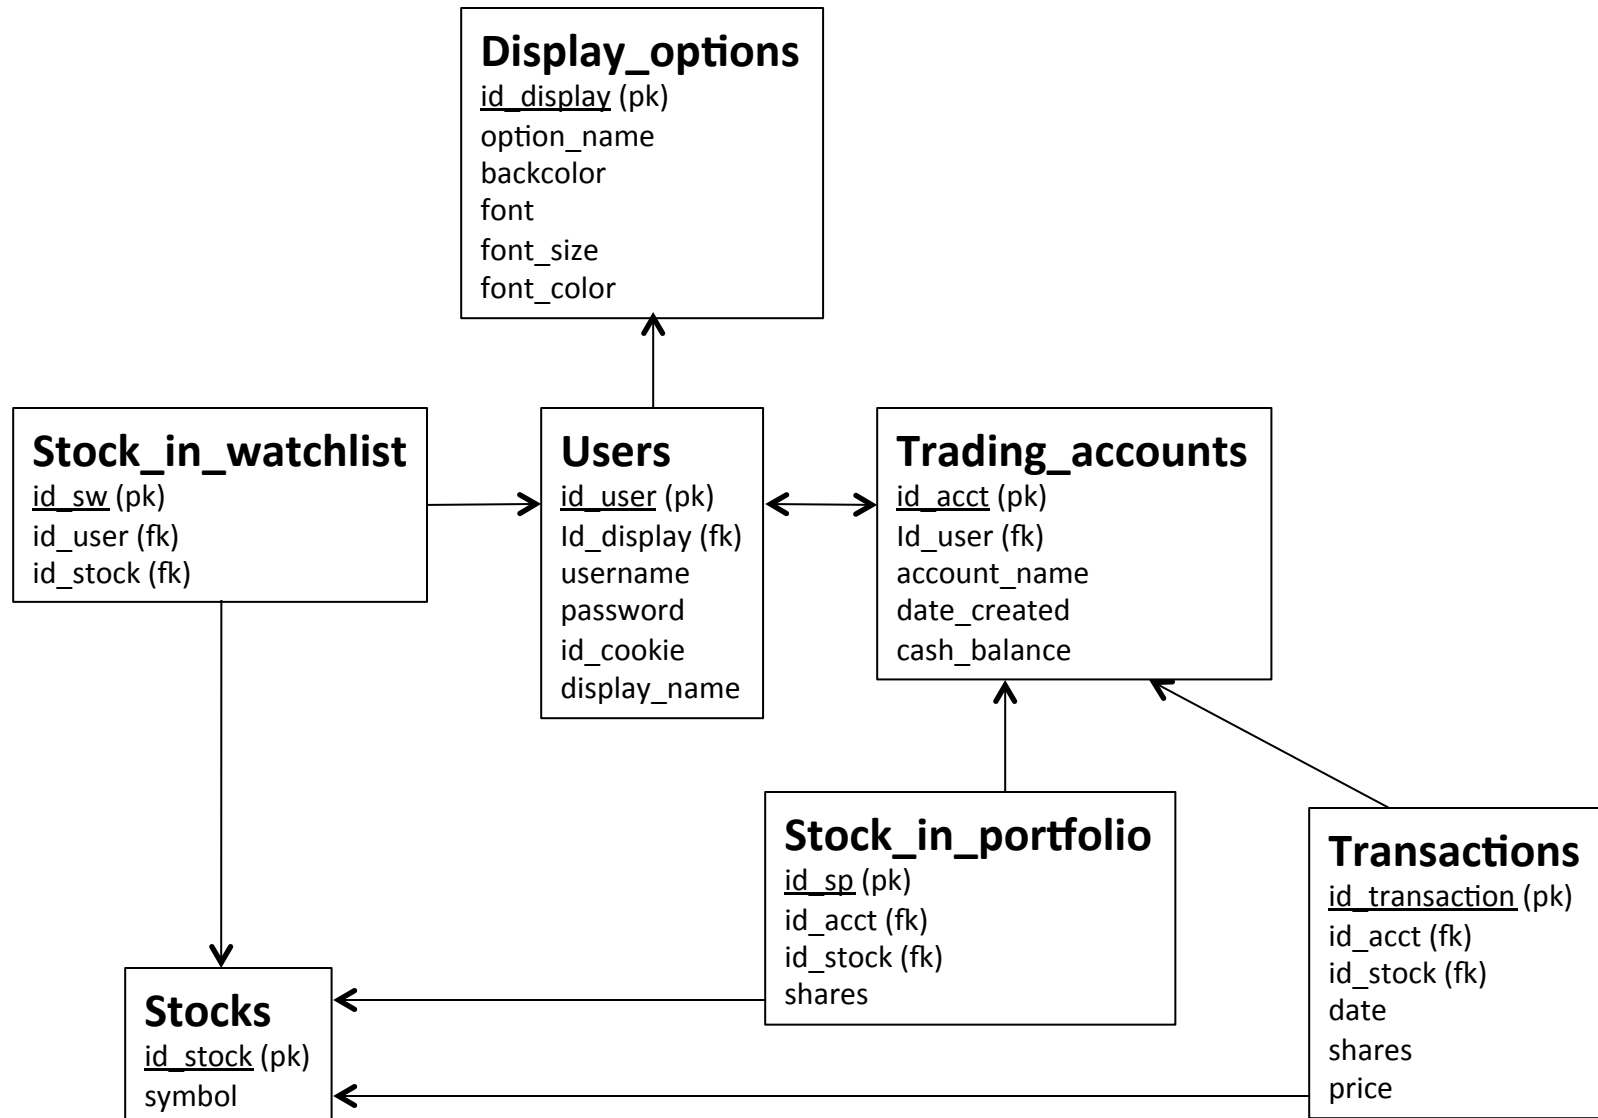 Display_options
id_display (pk)
option_name
backcolor
font
font_size
font_color
Stock_in_watchlist
id_sw (pk)
id_user (fk)
id_stock (fk)
Users
id_user (pk)
Id_display (fk)
username
password
id_cookie
display_name
Trading_accounts
id_acct (pk)
Id_user (fk)
account_name
date_created
cash_balance
Stock_in_portfolio
id_sp (pk)
id_acct (fk)
id_stock (fk)
shares
Transactions
id_transaction (pk)
id_acct (fk)
id_stock (fk)
date
shares
price
Stocks
id_stock (pk)
symbol